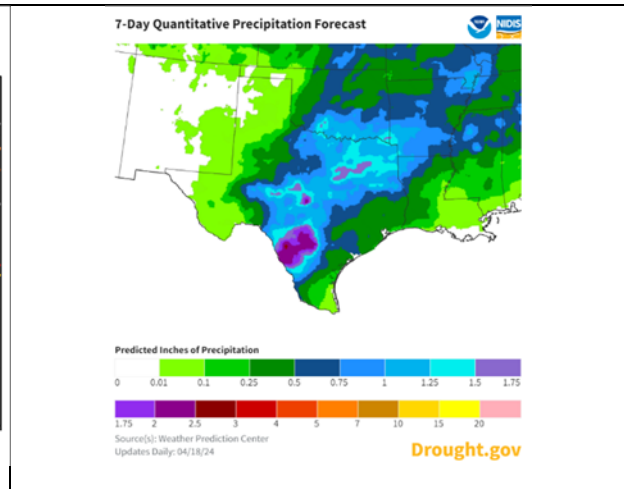 7-Day Quantitative Precipitation Forecast
NIDIS
Predicted Inches of Precipitation
0 0.01 0.1 0.25 0.5 0.75 1 1.25 1.5 1.75
1.75 2 2.5 3 4 5 7 10 15 20
Source(s): Weather Prediction Center
Updates Daily: 04/18/24
Drought.gov